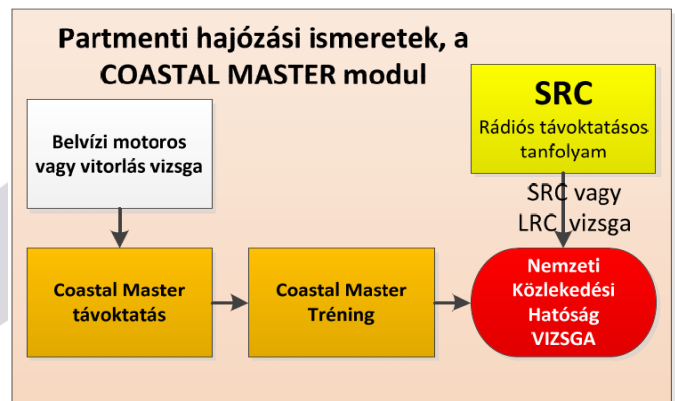 Partmenti hajózási ismeretek, a
COASTAL MASTER modul
SRC
Rádiós távoktatásos
tanfolyam
Belvízi motoros
vagy vitorlás vizsga
SRC vagy
LRC vizsga
Coastal Master
távoktatás
Coastal Master
Tréning
Nemzeti
Közlekedési
Hatóság
VIZSGA